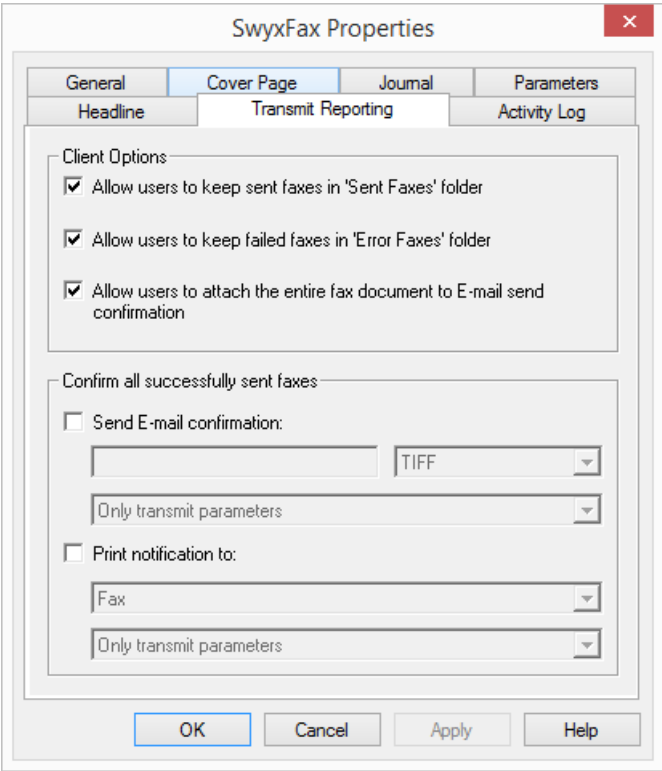 SwyxFax Properties
General Cover Page Journal Parameters
Headline Transmit Reporting Activity Log
Client Options
Allow users to keep sent faxes in 'Sent Faxes' folder
Allow users to keep failed faxes in 'Error Faxes' folder
Allow users to attach the entire fax document to E-mail send
confirmation
Confirm all successfully sent faxes
Send E-mail confirmation:
TIFF
Only transmit parameters
Print notification to:
Fax
Only transmit parameters
OK Cancel Apply Help